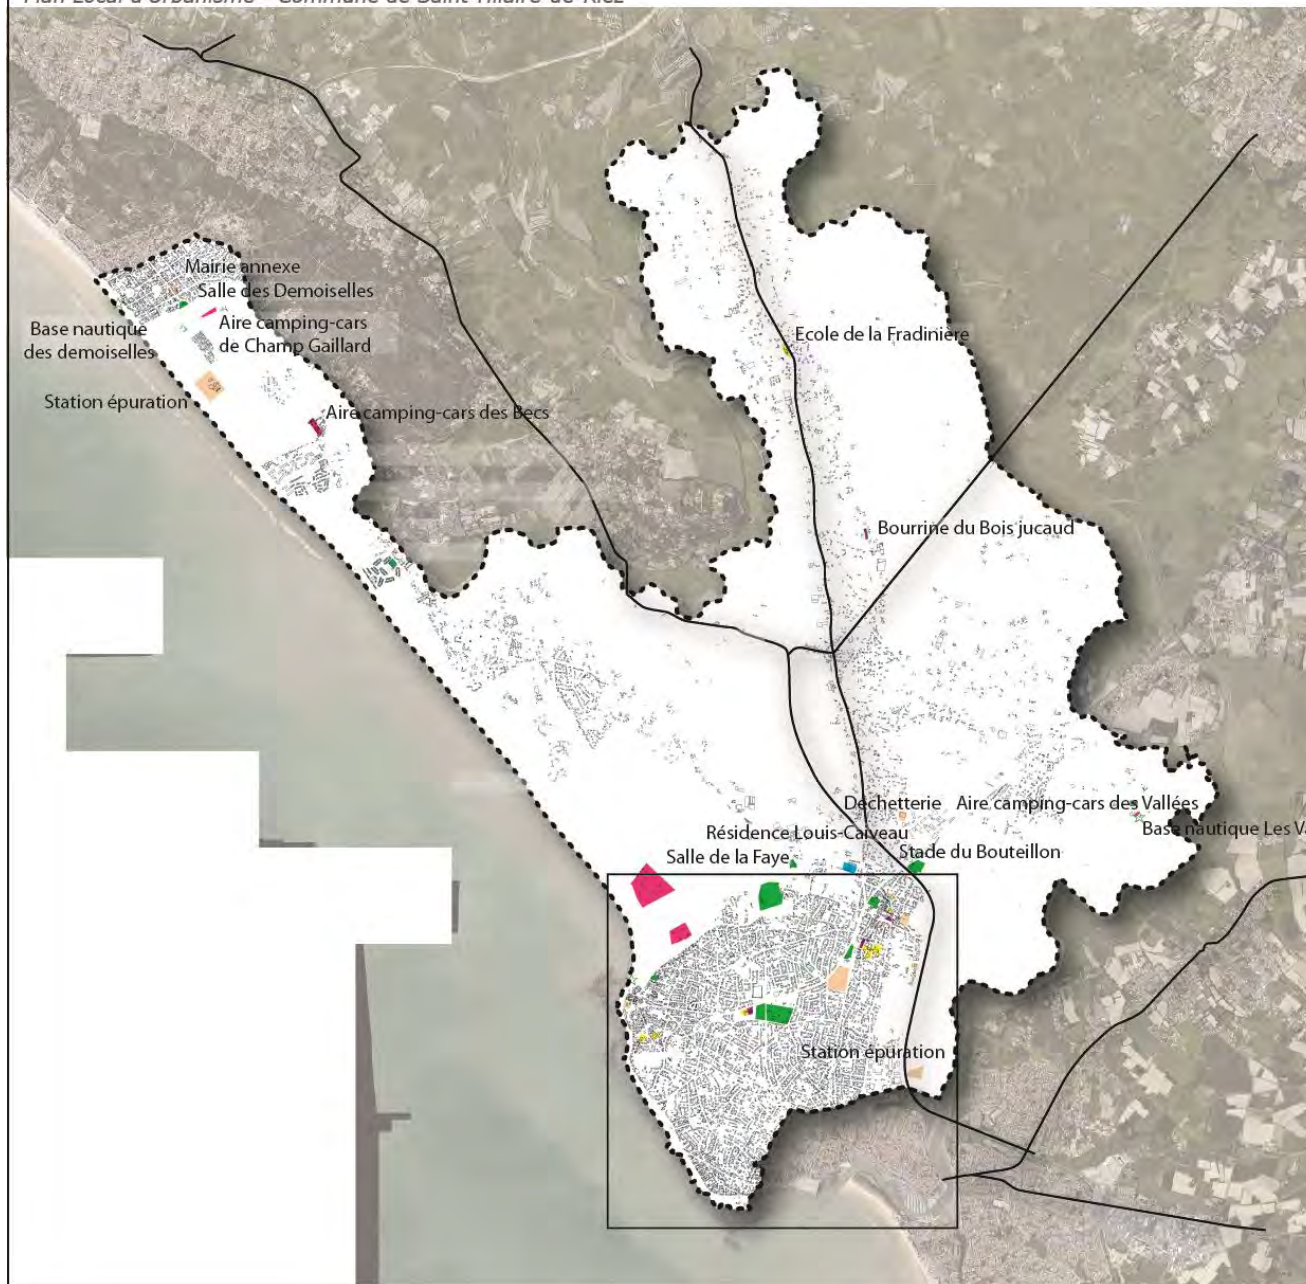 Plan Local d'Urbanisme - Commune de Saint-Hilaire-de-Riez
Mairie annexe
Salle des Demoiselles
Base nautique
des demoiselles
Aire camping-cars
de Champ Gaillard
Station épuration
Aire camping-cars des Becs
Ecole de la Fradinière
Bourrine du Bois jucaud
Déchetterie
Aire camping-cars des Vallées
Résidence Louis-Caiveau
Base nautique Les Va
Salle de la Faye
Stade du Bouteillon
Station épuration